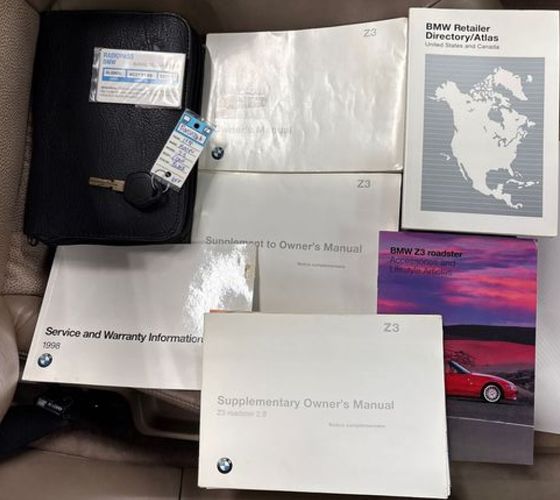 RADIOPASS
BMW
Z3
Owner's Manual
BMW Retailer
Directory/Atlas
United States and Canada
Z3
Supplement to Owner's Manual
Notice complémentaire
BMW Z3 roadster
Accessories and
Lifestyle Articles
Service and Warranty Information
1998
Z3
Supplementary Owner's Manual
Z3 roadster 2.8
Notice complémentaire